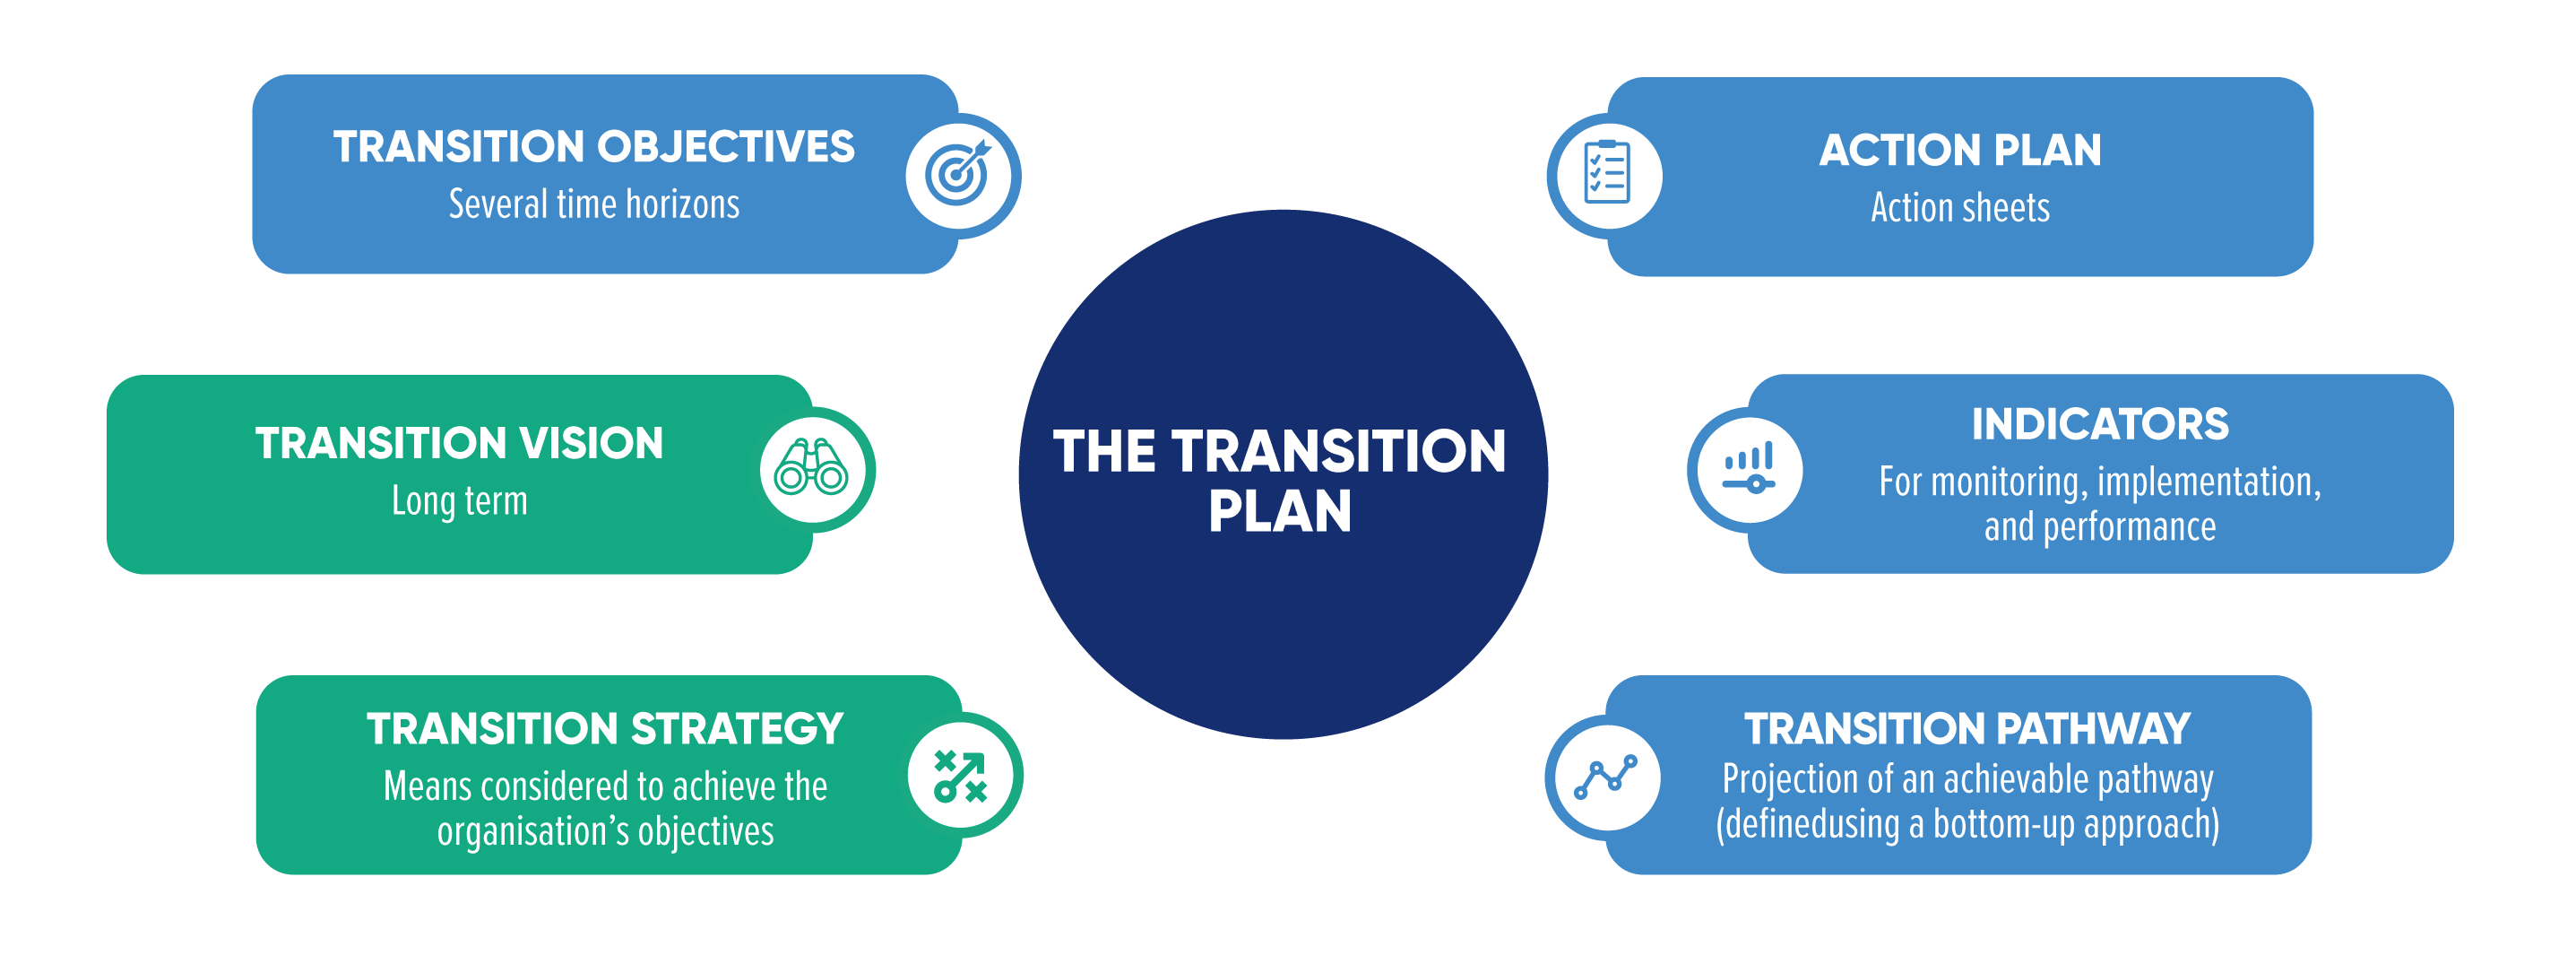 TRANSITION OBJECTIVES
Several time horizons
TRANSITION VISION
Long term
TRANSITION STRATEGY
Means considered to achieve the
organisation’s objectives
THE TRANSITION
PLAN
ACTION PLAN
Action sheets
INDICATORS
For monitoring, implementation,
and performance
TRANSITION PATHWAY
Projection of an achievable pathway
(definedusing a bottom-up approach)